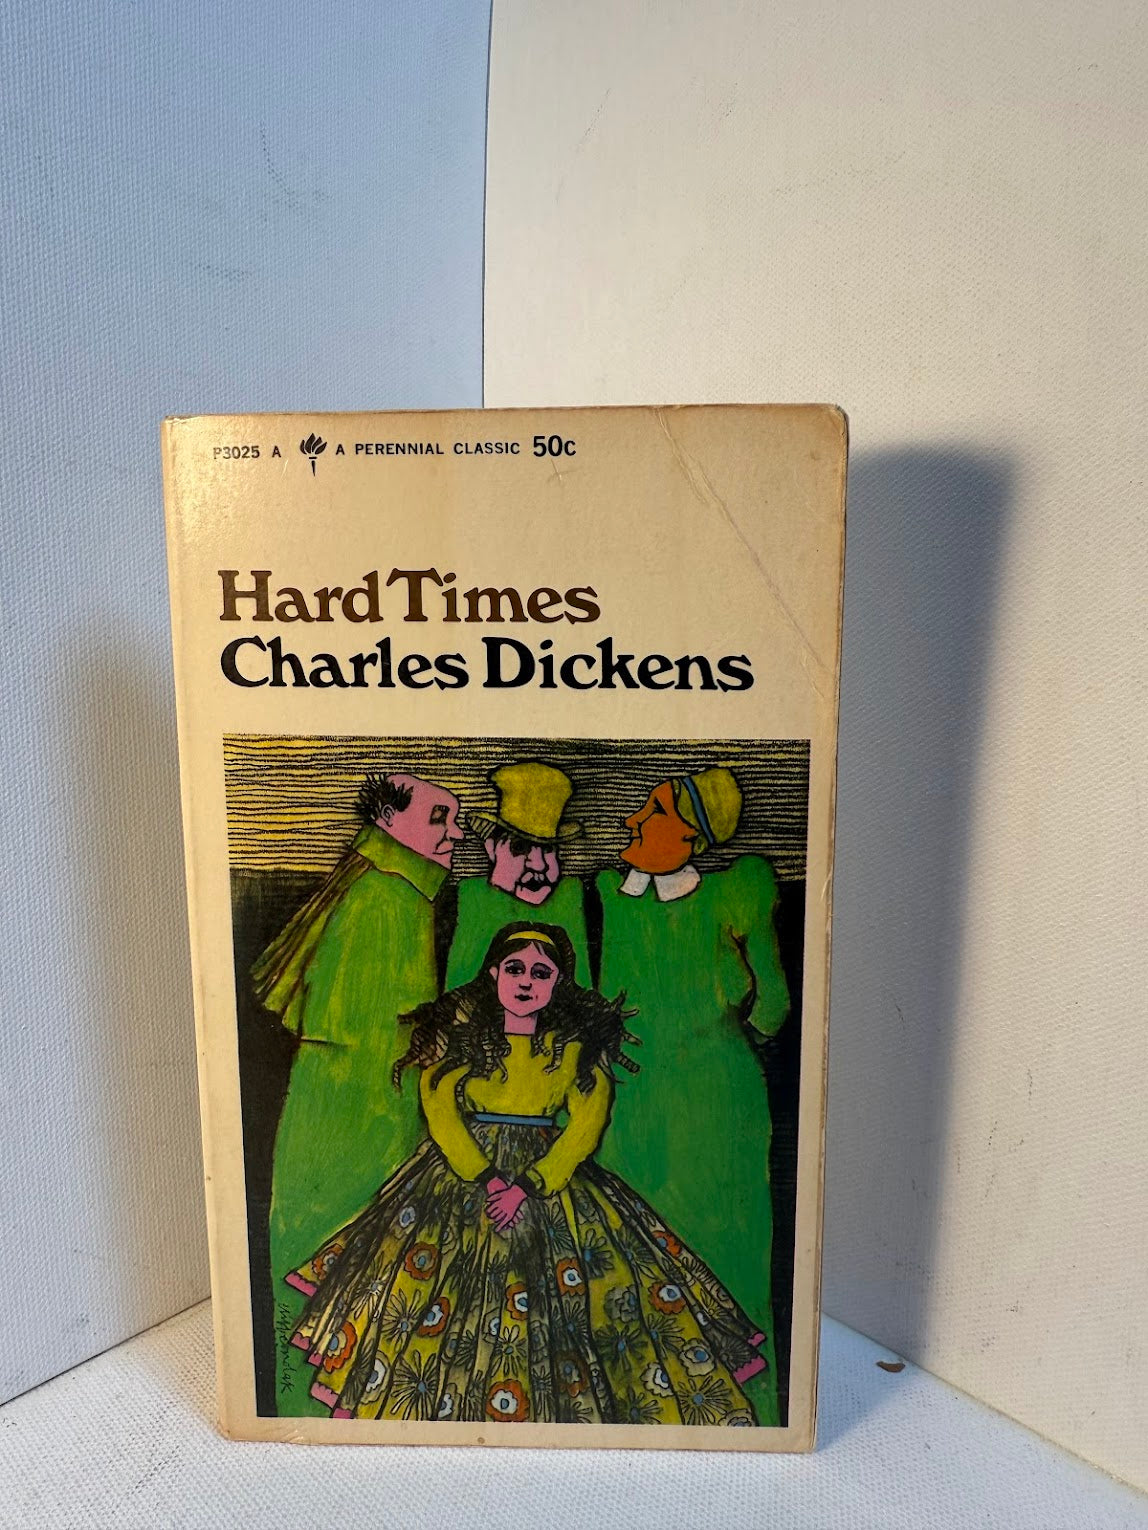 P3025 A A PERENNIAL CLASSIC 50c
Hard Times
Charles Dickens